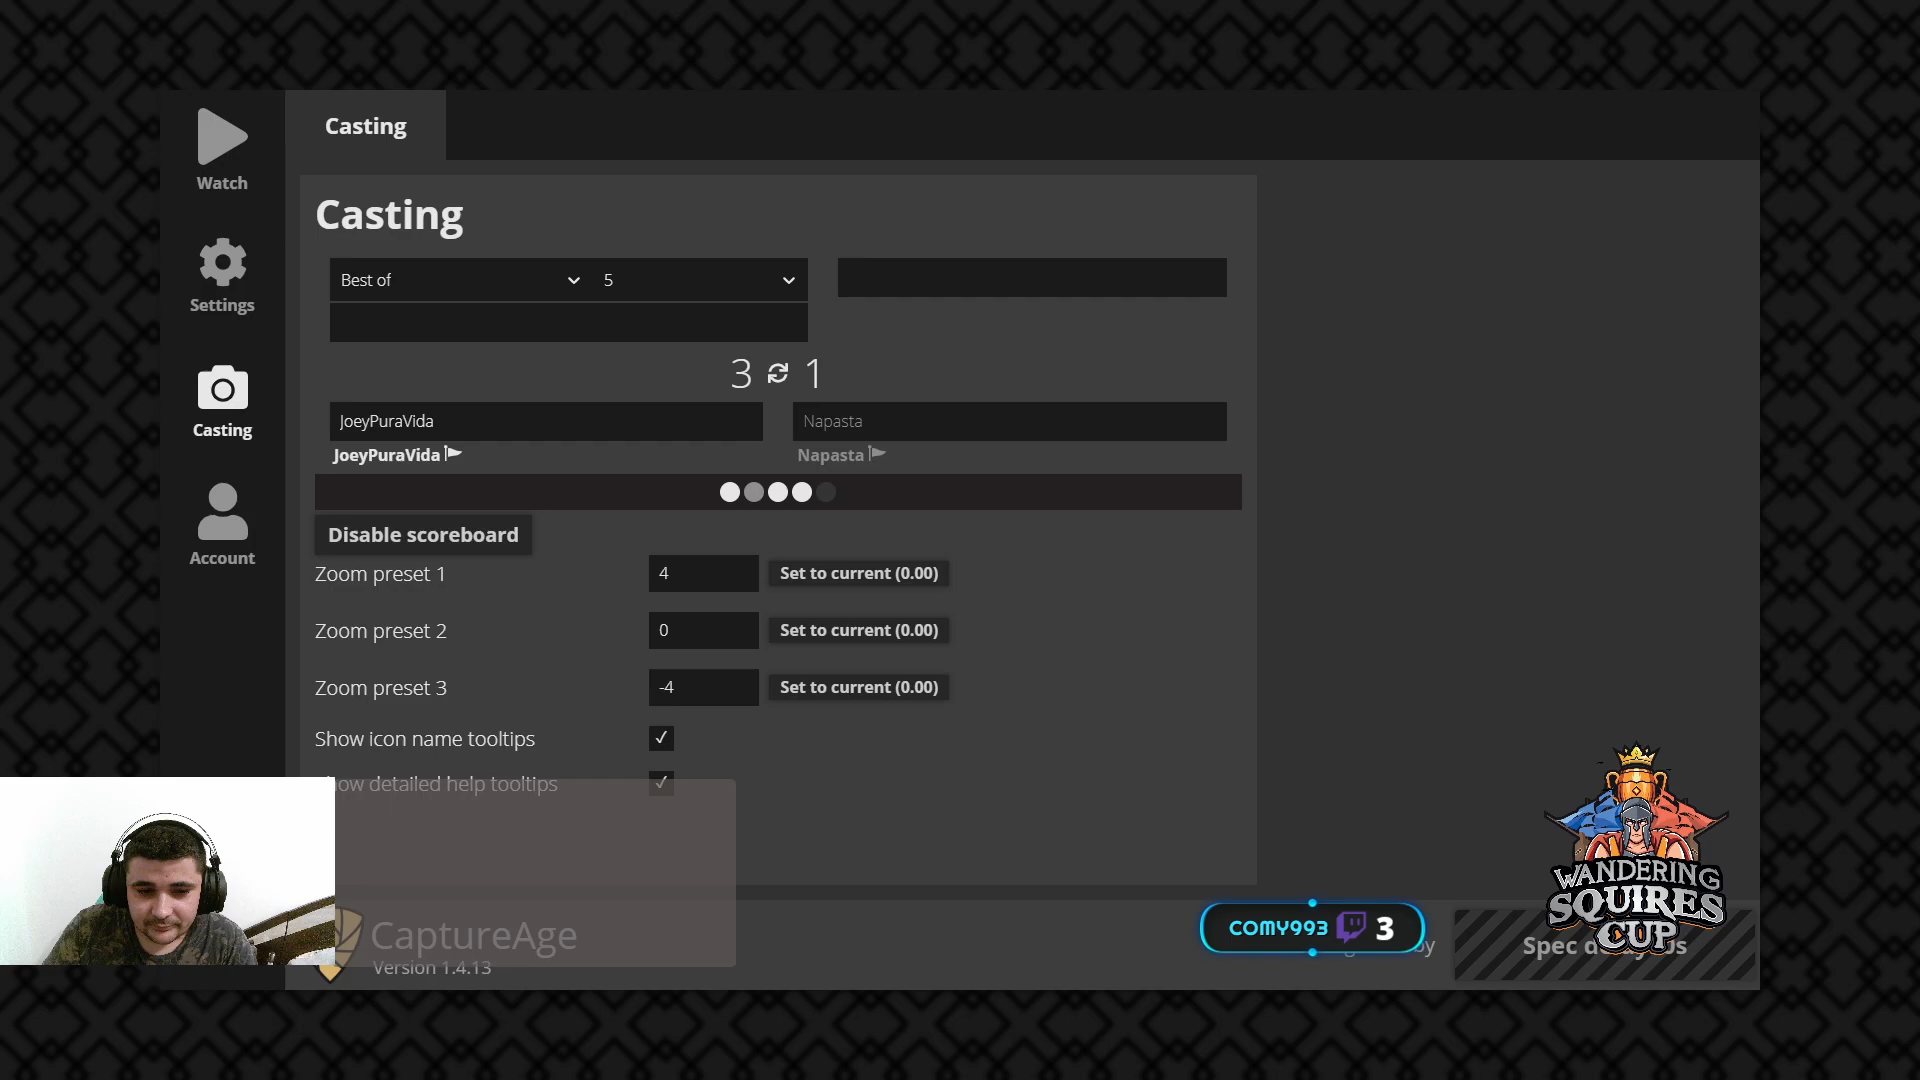 Casting
Watch
Settings
Casting
Account
Casting
Best of
5
3 1
JoeyPuraVida
Napasta
JoeyPuraVida
Napasta
Disable scoreboard
Zoom preset 1
4
Set to current (0.00)
Zoom preset 2
0
Set to current (0.00)
Zoom preset 3
-4
Set to current (0.00)
Show icon name tooltips
how detailed help tooltips
CaptureAge
Version 1.4.13
COMY993 3
by
Spec
WANDERING
SQUIRES
CUP